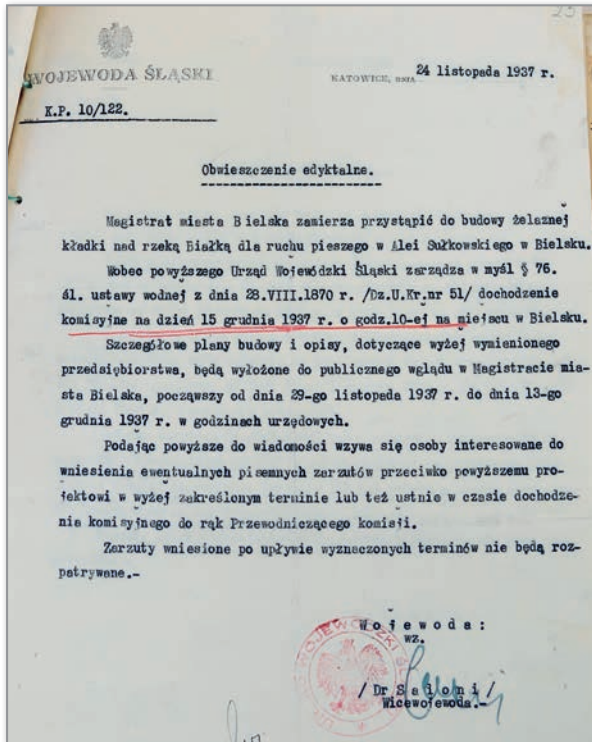 23
WOJEWODA ŚLĄSKI
KATOWICE, DNIA 24 listopada 1937 r.
K.P. 10/122.
Obwieszczenie edyktalne.
Magistrat miasta Bielska zamierza przystąpić do budowy żelaznej
kładki nad rzeką Białką dla ruchu pieszego w Alei Sułkowskiego w Bielsku.
Wobec powyższego Urząd Wojewódzki Śląski zarządza w myśl § 76.
śl. ustawy wodnej z dnia 28.VIII.1870 r. /Dz.U.Kr.nr 51/ dochodzenie
komisyjne na dzień 15 grudnia 1937 r. o godz.10-ej na miejscu w Bielsku.
Szczegółowe plany budowy i opisy, dotyczące wyżej wymienionego
przedsiębiorstwa, będą wyłożone do publicznego wglądu w Magistracie mia-
sta Bielska, począwszy od dnia 29-go listopada 1937 r. do dnia 13-go
grudnia 1937 r. w godzinach urzędowych.
Podając powyższe do wiadomości wzywa się osoby interesowane do
wniesienia ewentualnych pisemnych zarzutów przeciwko powyższemu pro-
jektowi w wyżej zakreślonym terminie lub też ustnie w czasie dochodze-
nia komisyjnego do rąk Przewodniczącego komisji.
Zarzuty wniesione po upływie wyznaczonych terminów nie będą roz-
patrywane.-
Wojewoda:
wz.
/Dr Saloni/
Wicewojewoda.-